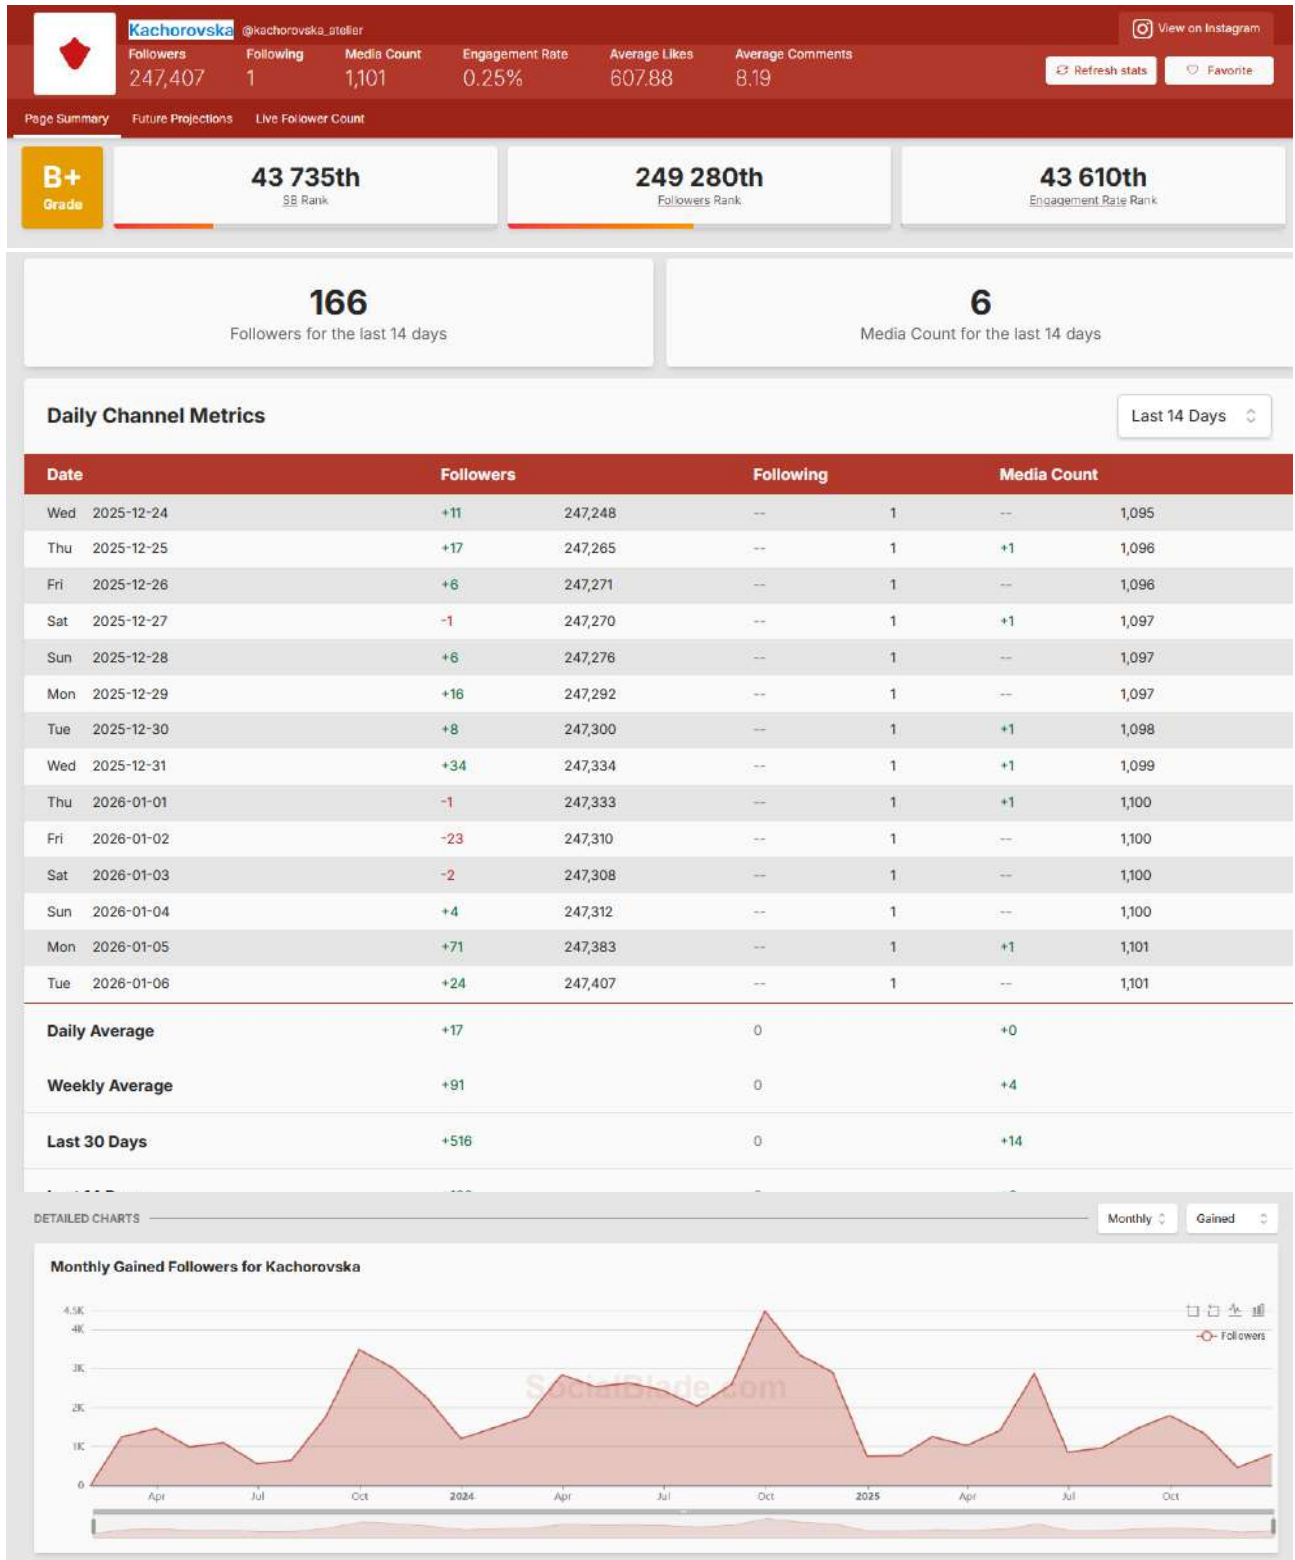 Kachorovska @kachorovska_atelier
View on Instagram
Followers Following Media Count Engagement Rate Average Likes Average Comments
247,407 1 1,101 0.25% 607.88 8.19
Refresh stats Favorite
Page Summary Future Projections Live Follower Count
B+ Grade
43 735th
SB Rank
249 280th
Followers Rank
43 610th
Engagement Rate Rank
166
Followers for the last 14 days
6
Media Count for the last 14 days
Daily Channel Metrics Last 14 Days
Date Followers Following Media Count
Wed 2025-12-24 +11 247,248 -- 1 -- 1,095
Thu 2025-12-25 +17 247,265 -- 1 +1 1,096
Fri 2025-12-26 +6 247,271 -- 1 -- 1,096
Sat 2025-12-27 -1 247,270 -- 1 +1 1,097
Sun 2025-12-28 +6 247,276 -- 1 -- 1,097
Mon 2025-12-29 +16 247,292 -- 1 -- 1,097
Tue 2025-12-30 +8 247,300 -- 1 +1 1,098
Wed 2025-12-31 +34 247,334 -- 1 +1 1,099
Thu 2026-01-01 -1 247,333 -- 1 +1 1,100
Fri 2026-01-02 -23 247,310 -- 1 -- 1,100
Sat 2026-01-03 -2 247,308 -- 1 -- 1,100
Sun 2026-01-04 +4 247,312 -- 1 -- 1,100
Mon 2026-01-05 +71 247,383 -- 1 +1 1,101
Tue 2026-01-06 +24 247,407 -- 1 -- 1,101
Daily Average +17 0 +0
Weekly Average +91 0 +4
Last 30 Days +516 0 +14
DETAILED CHARTS Monthly Gained
Monthly Gained Followers for Kachorovska
4.5K
4K
Followers
3K
SocialBlade.com
2K
1K
0
Apr Jul Oct 2024 Apr Jul Oct 2025 Apr Jul Oct